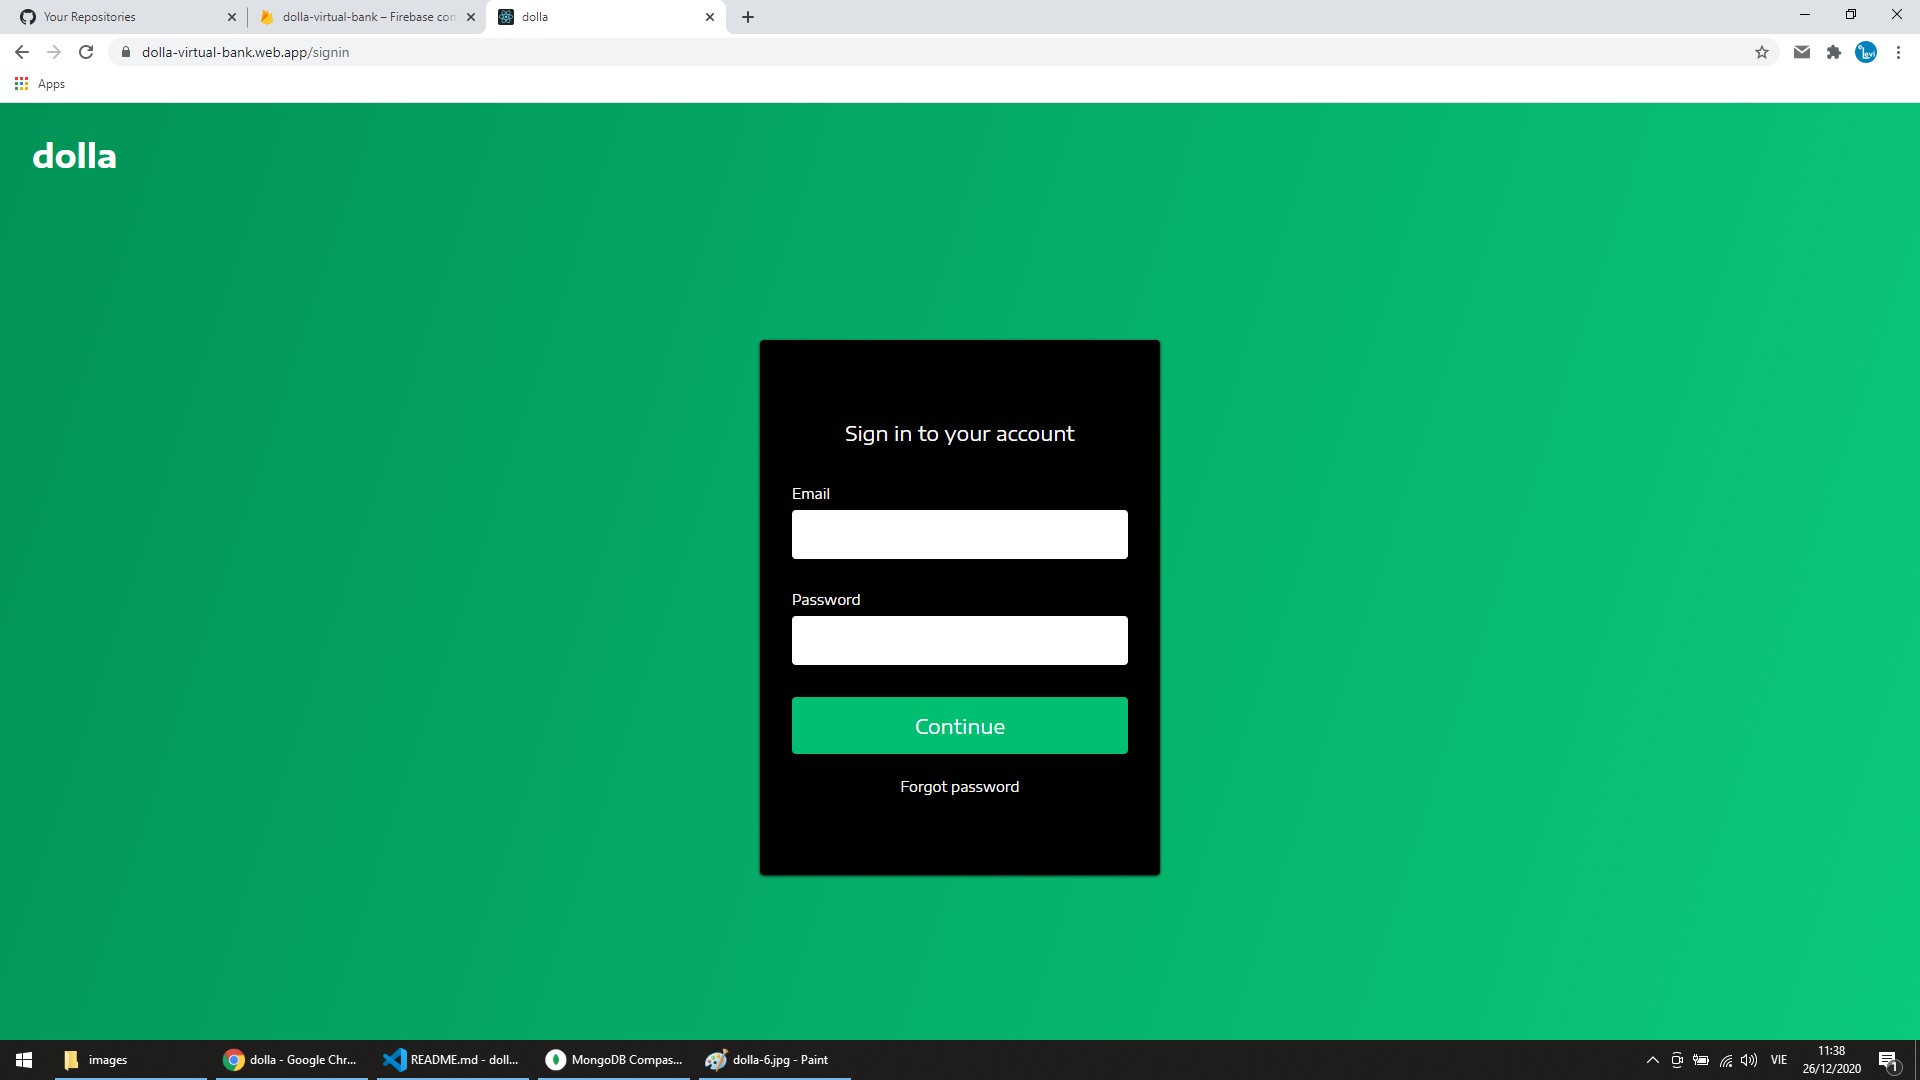 Your Repositories
dolla-virtual-bank – Firebase con
dolla
dolla-virtual-bank.web.app/signin
Apps
dolla
Sign in to your account
Email
Password
Continue
Forgot password
images
dolla - Google Chr...
README.md - doll...
MongoDB Compas...
dolla-6.jpg - Paint
VIE
11:38
26/12/2020
1